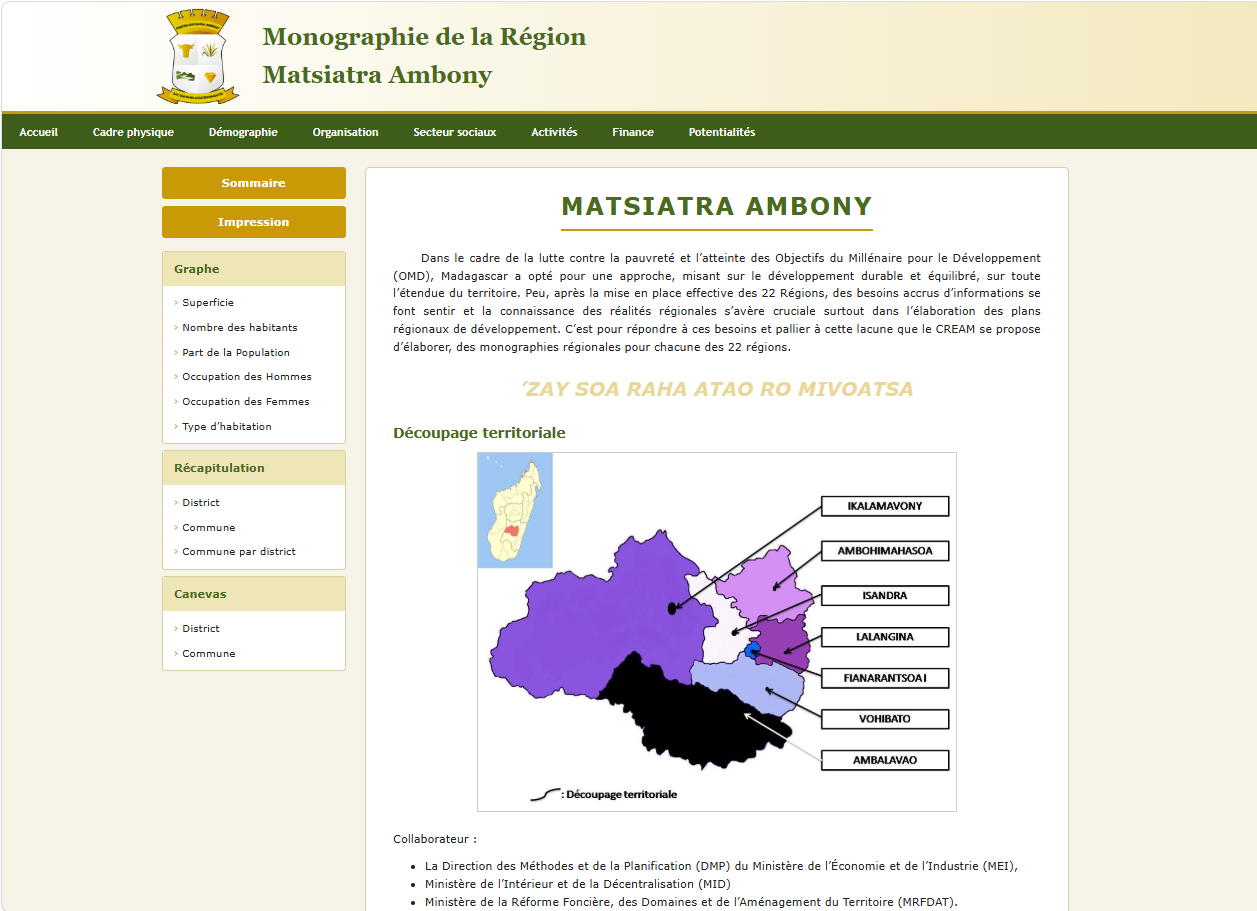 Monographie de la Région
Matsiatra Ambony
Accueil Cadre physique Démographie Organisation Secteur sociaux Activités Finance Potentialités
Sommaire
Impression
Graphe
Superficie
Nombre des habitants
Part de la Population
Occupation des Hommes
Occupation des Femmes
Type d’habitation
Récapitulation
District
Commune
Commune par district
Canevas
District
Commune
MATSIATRA AMBONY
Dans le cadre de la lutte contre la pauvreté et l’atteinte des Objectifs du Millénaire pour le Développement
(OMD), Madagascar a opté pour une approche, misant sur le développement durable et équilibré, sur toute
l’étendue du territoire. Peu, après la mise en place effective des 22 Régions, des besoins accrus d’informations se
font sentir et la connaissance des réalités régionales s’avère cruciale surtout dans l’élaboration des plans
régionaux de développement. C’est pour répondre à ces besoins et pallier à cette lacune que le CREAM se propose
d’élaborer, des monographies régionales pour chacune des 22 régions.
’ZAY SOA RAHA ATAO RO MIVOATSA
Découpage territoriale
IKALAMAVONY
AMBOHIMAHASOA
ISANDRA
LALANGINA
FIANARANTSOA I
VOHIBATO
AMBALAVAO
: Découpage territoriale
Collaborateur :
La Direction des Méthodes et de la Planification (DMP) du Ministère de l’Économie et de l’Industrie (MEI),
Ministère de l’Intérieur et de la Décentralisation (MID)
Ministère de la Réforme Foncière, des Domaines et de l’Aménagement du Territoire (MRFDAT).